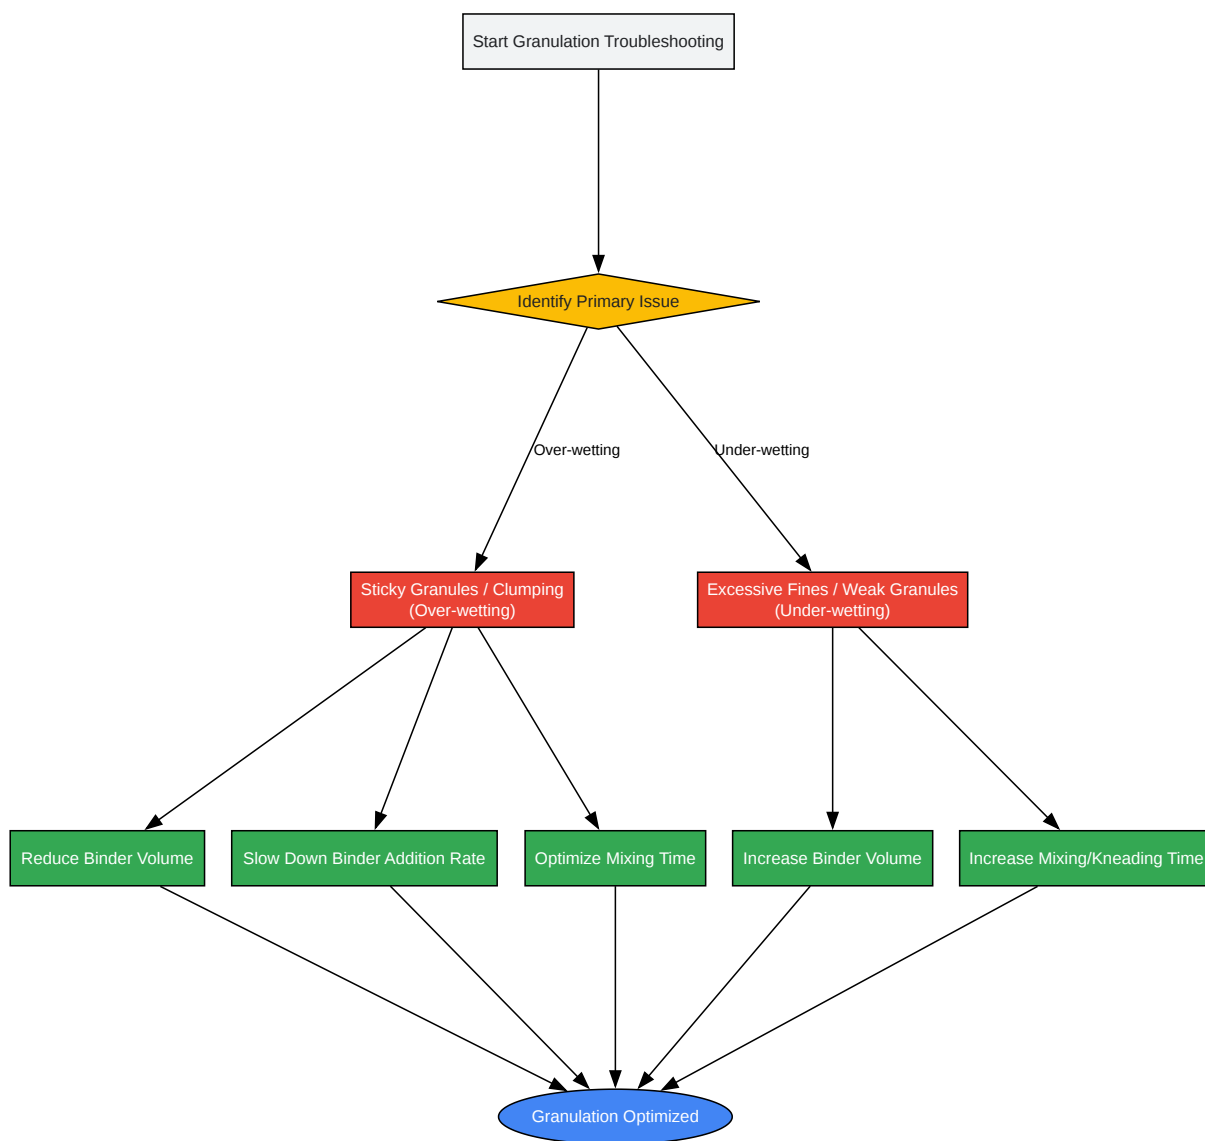 Start Granulation Troubleshooting
Identify Primary Issue
Over-wetting
Under-wetting
Sticky Granules / Clumping
(Over-wetting)
Excessive Fines / Weak Granules
(Under-wetting)
Reduce Binder Volume
Slow Down Binder Addition Rate
Optimize Mixing Time
Increase Binder Volume
Increase Mixing/Kneading Time
Granulation Optimized